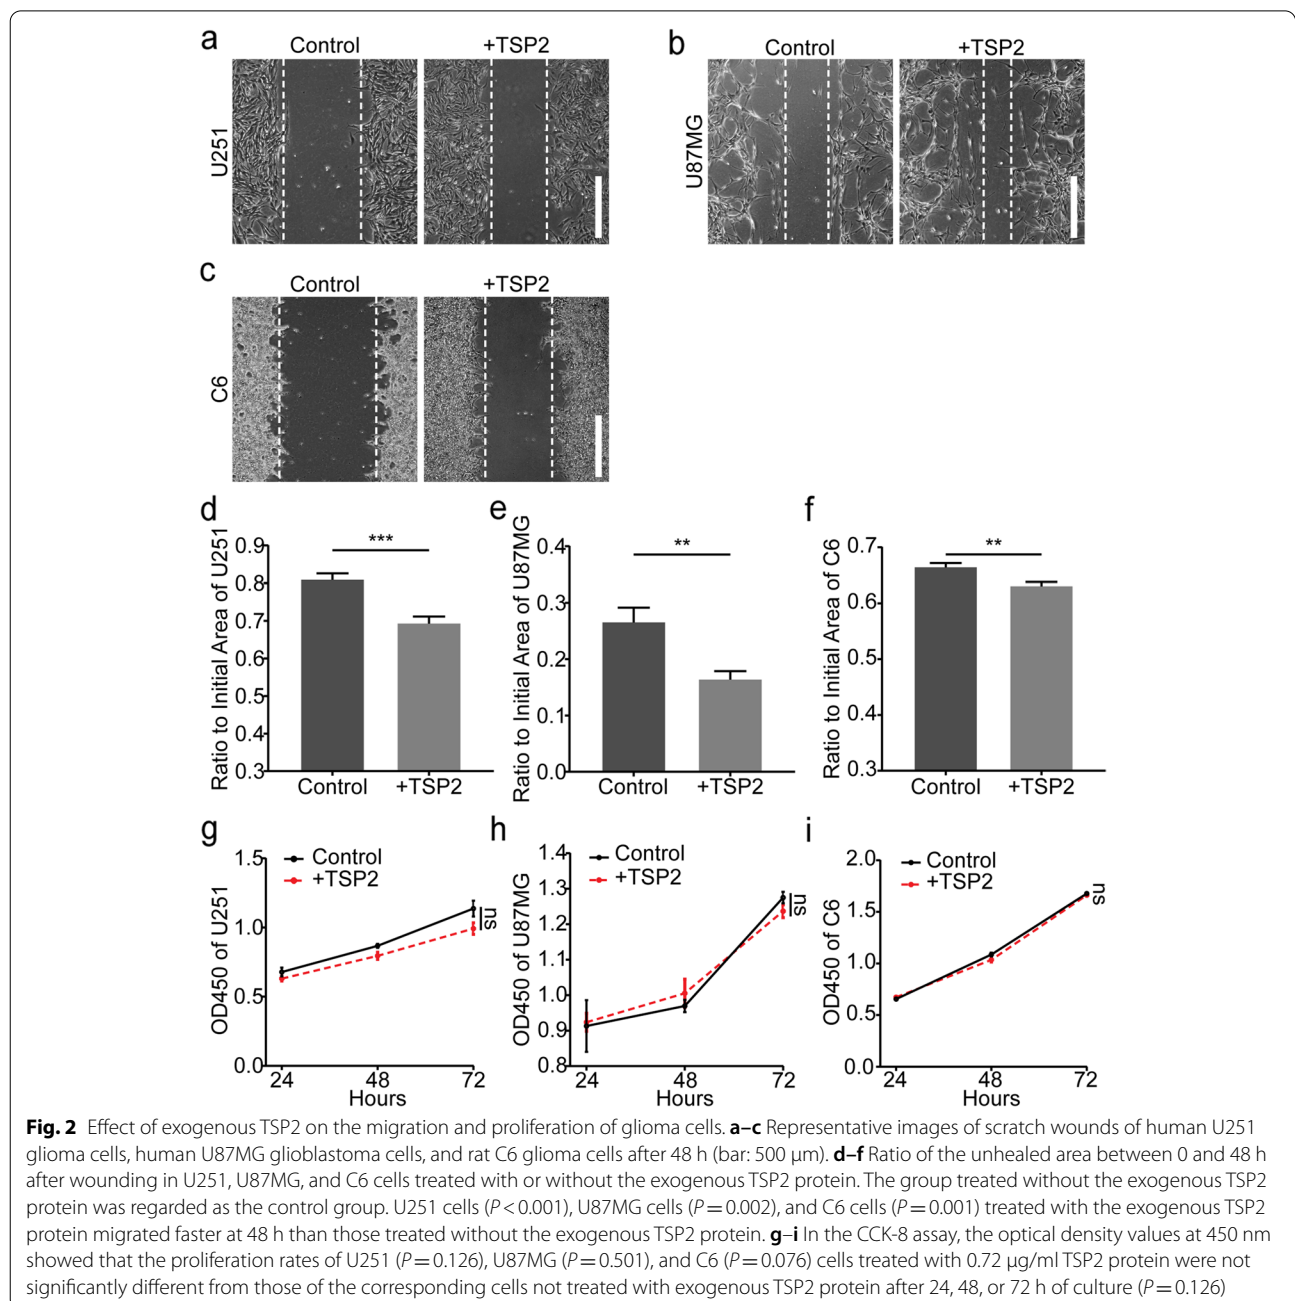 a
Control
+TSP2
U251
b
Control
+TSP2
U87MG
c
Control
+TSP2
C6
d
Ratio to Initial Area of U251
0.9
0.8
0.7
0.6
0.5
0.4
0.3
***
Control
+TSP2
e
Ratio to Initial Area of U87MG
0.4
0.3
0.2
0.1
0.0
**
Control
+TSP2
f
Ratio to Initial Area of C6
0.7
0.6
0.5
0.4
0.3
**
Control
+TSP2
g
OD450 of U251
1.5
1.0
0.5
0.0
Control
+TSP2
ns
24
48
72
Hours
h
OD450 of U87MG
1.4
1.3
1.2
1.1
1.0
0.9
0.8
Control
+TSP2
ns
24
48
72
Hours
i
OD450 of C6
2.0
1.5
1.0
0.5
0.0
Control
+TSP2
ns
24
48
72
Hours
Fig. 2 Effect of exogenous TSP2 on the migration and proliferation of glioma cells. a–c Representative images of scratch wounds of human U251
glioma cells, human U87MG glioblastoma cells, and rat C6 glioma cells after 48 h (bar: 500 µm). d–f Ratio of the unhealed area between 0 and 48 h
after wounding in U251, U87MG, and C6 cells treated with or without the exogenous TSP2 protein. The group treated without the exogenous TSP2
protein was regarded as the control group. U251 cells (P < 0.001), U87MG cells (P = 0.002), and C6 cells (P = 0.001) treated with the exogenous TSP2
protein migrated faster at 48 h than those treated without the exogenous TSP2 protein. g–i In the CCK-8 assay, the optical density values at 450 nm
showed that the proliferation rates of U251 (P = 0.126), U87MG (P = 0.501), and C6 (P = 0.076) cells treated with 0.72 µg/ml TSP2 protein were not
significantly different from those of the corresponding cells not treated with exogenous TSP2 protein after 24, 48, or 72 h of culture (P = 0.126)